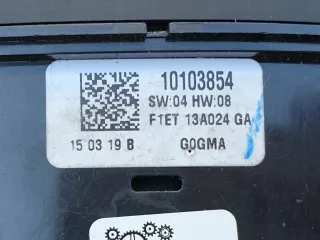 10103854
SW:04 HW:08
F1ET 13A024 GA
15 03 19 B
G0GMA